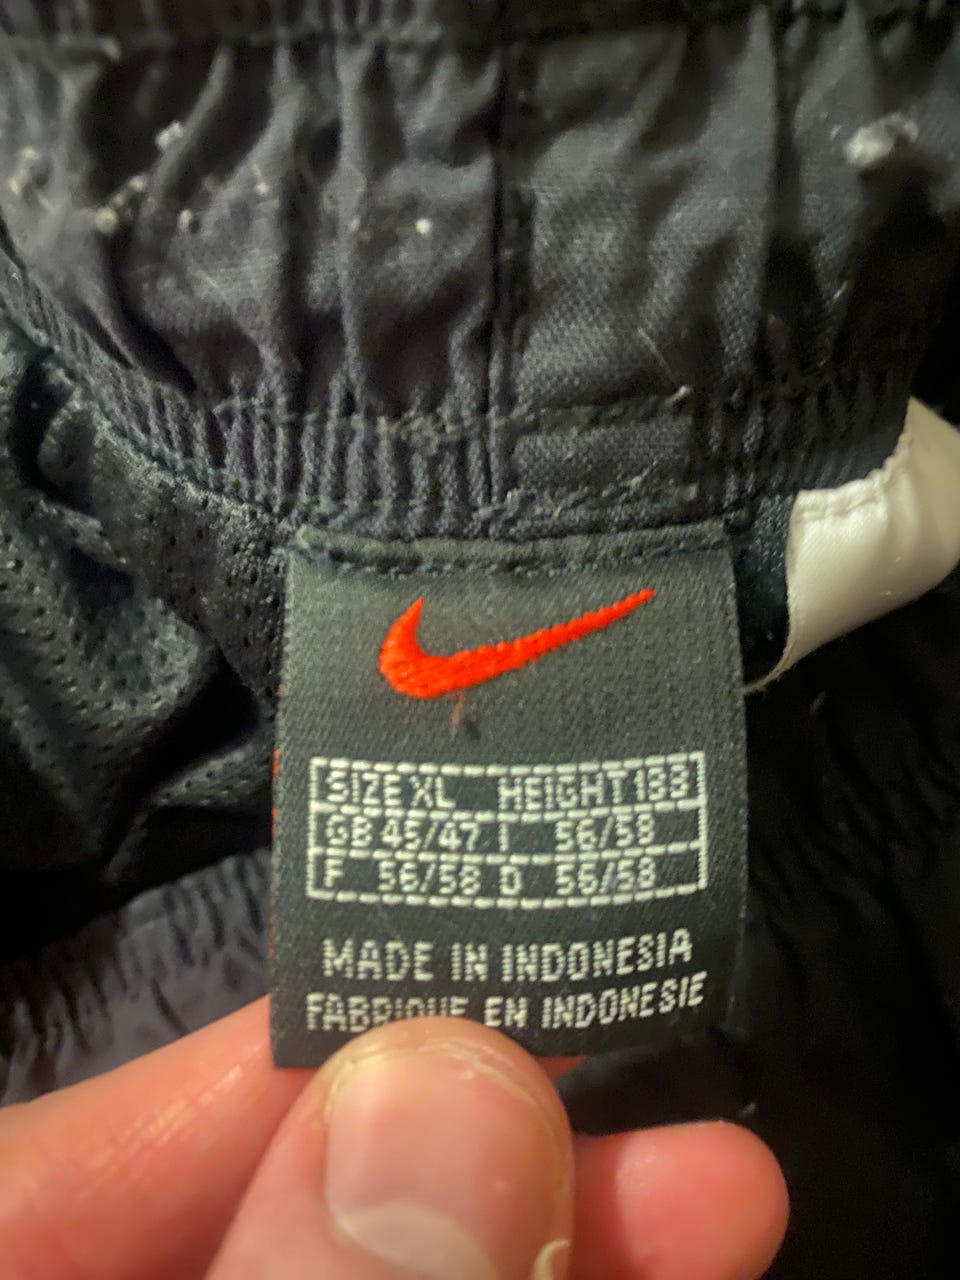 SIZE XL HEIGHT 188
GB 45/47 I 56/58
F 56/58 D 56/58
MADE IN INDONESIA
FABRIQUE EN INDONESIE